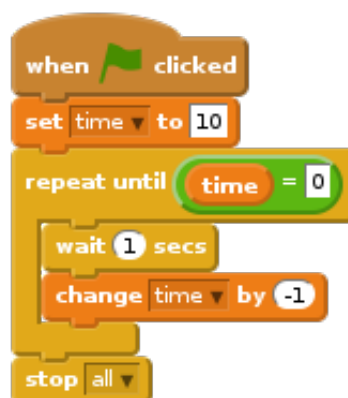 when clicked
set time to 10
repeat until time = 0
wait 1 secs
change time by -1
stop all